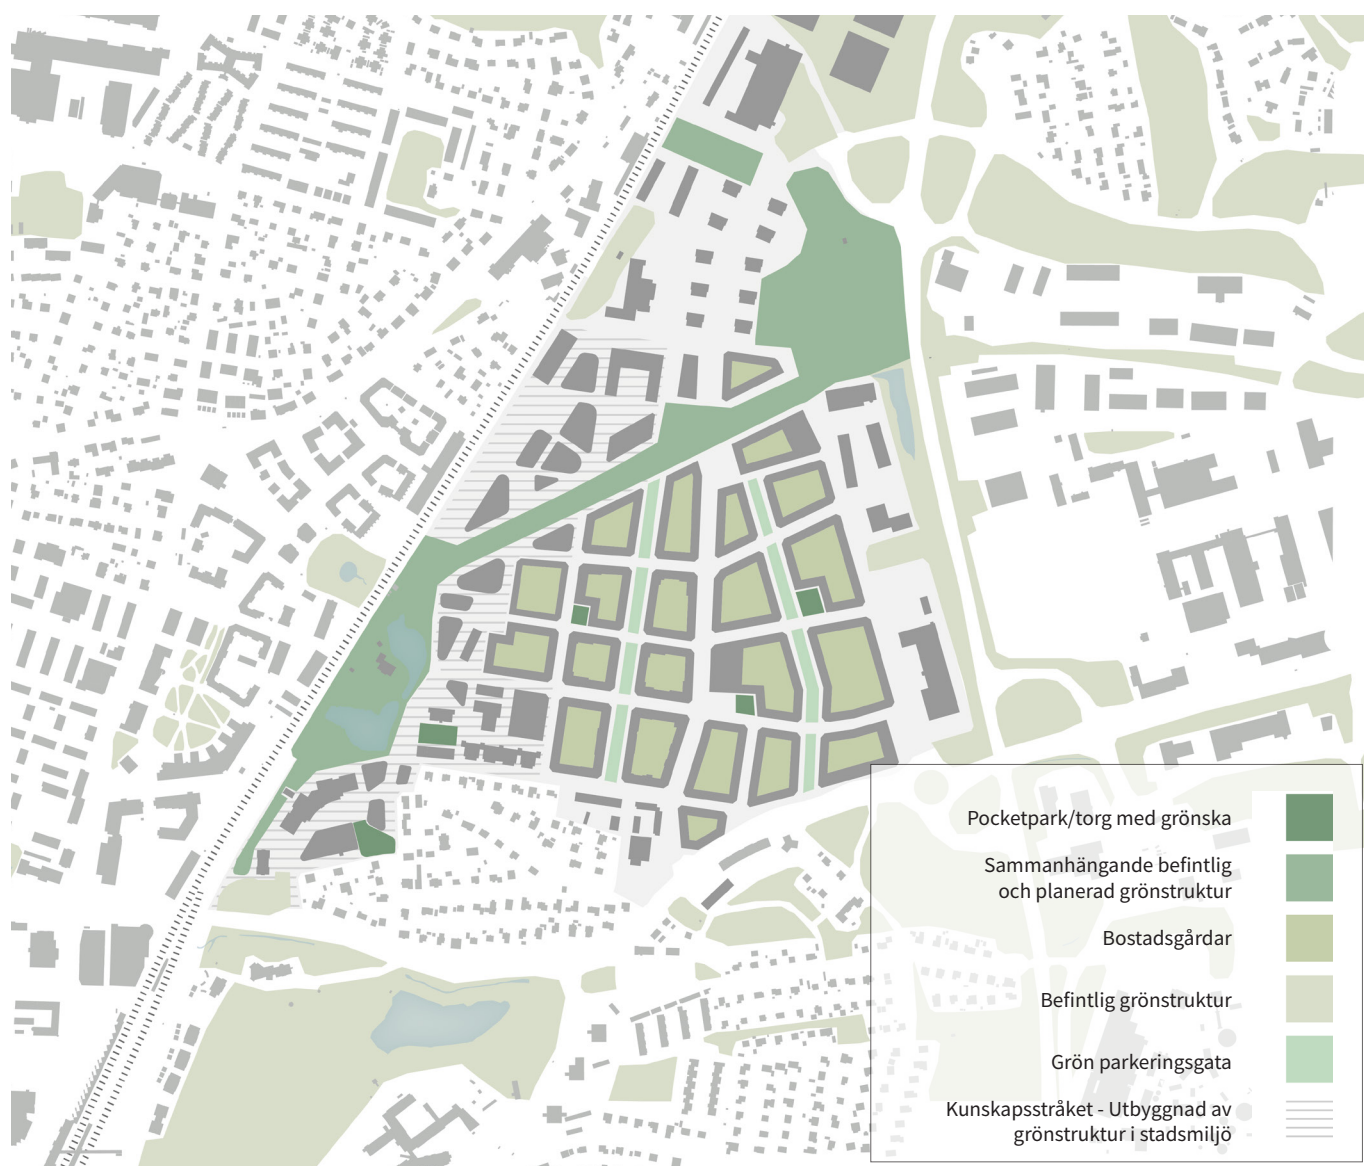 Pocketpark/torg med grönska
Sammanhängande befintlig
och planerad grönstruktur
Bostadsgårdar
Befintlig grönstruktur
Grön parkeringsgata
Kunskapsstråket - Utbyggnad av
grönstruktur i stadsmiljö